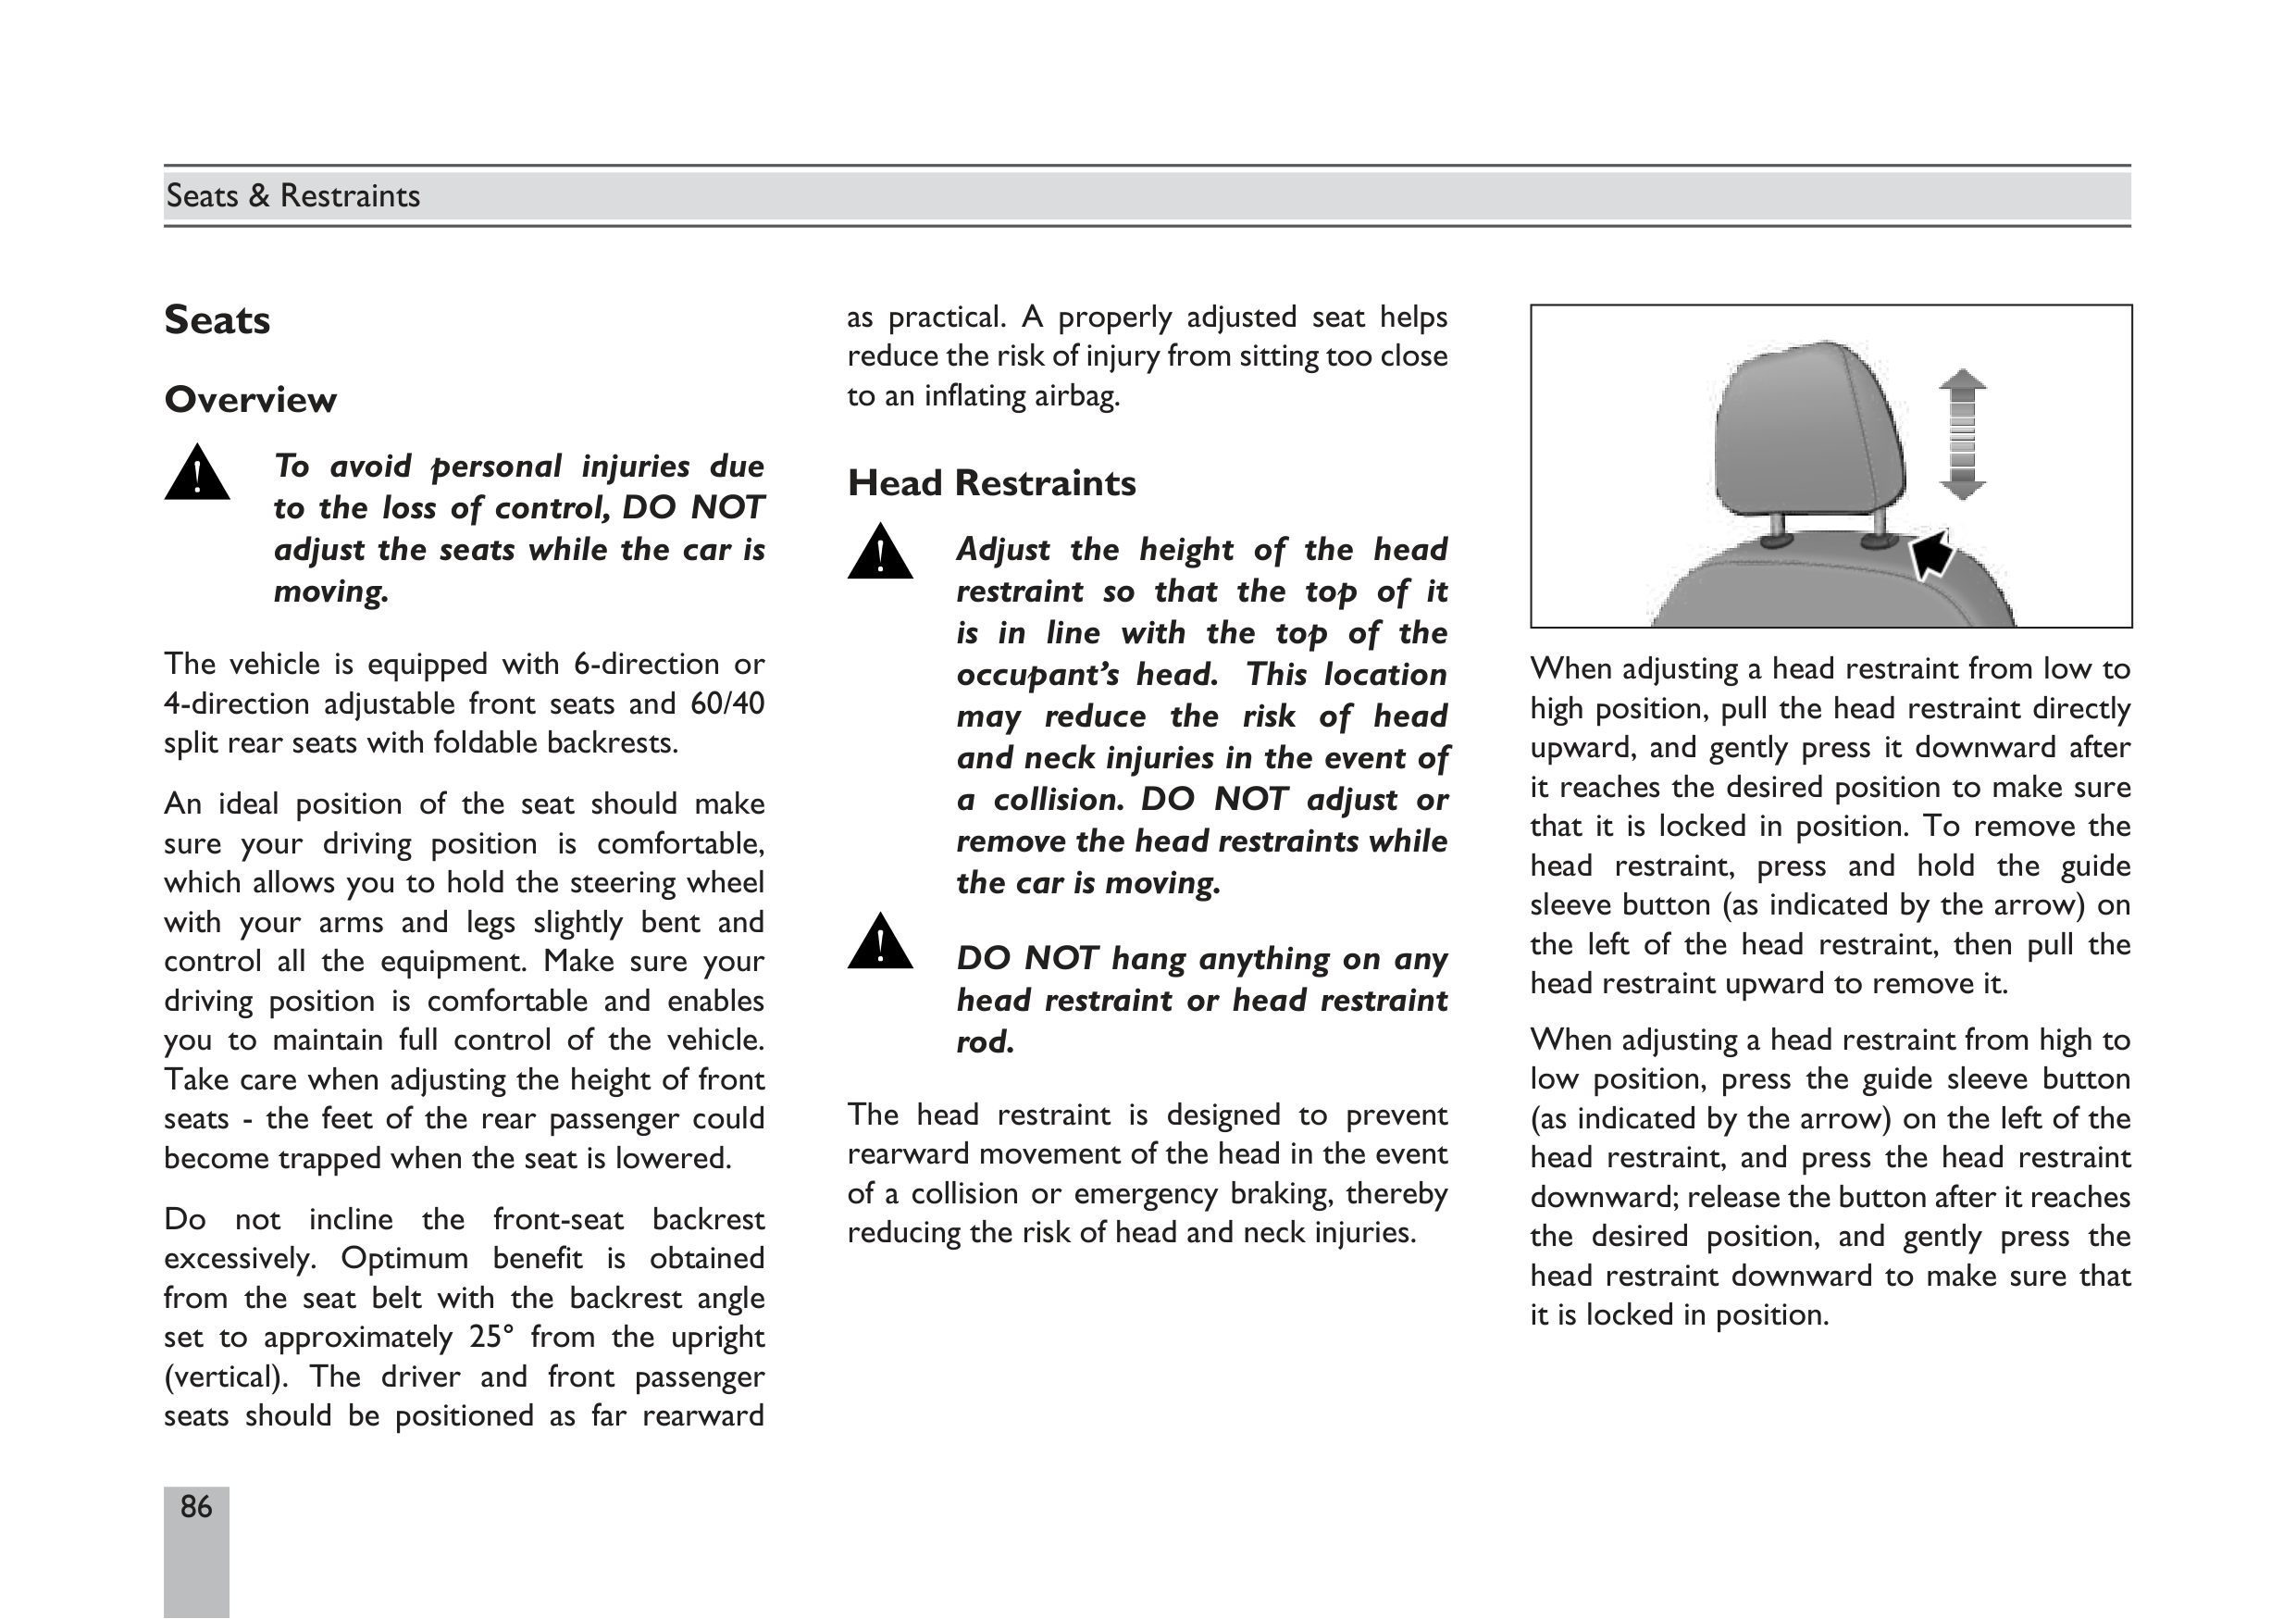 Seats & Restraints
Seats
Overview
!
To avoid personal injuries due
to the loss of control, DO NOT
adjust the seats while the car is
moving.
The vehicle is equipped with 6-direction or
4-direction adjustable front seats and 60/40
split rear seats with foldable backrests.
An ideal position of the seat should make
sure your driving position is comfortable,
which allows you to hold the steering wheel
with your arms and legs slightly bent and
control all the equipment. Make sure your
driving position is comfortable and enables
you to maintain full control of the vehicle.
Take care when adjusting the height of front
seats - the feet of the rear passenger could
become trapped when the seat is lowered.
Do not incline the front-seat backrest
excessively. Optimum benefit is obtained
from the seat belt with the backrest angle
set to approximately 25° from the upright
(vertical). The driver and front passenger
seats should be positioned as far rearward
as practical. A properly adjusted seat helps
reduce the risk of injury from sitting too close
to an inflating airbag.
Head Restraints
!
Adjust the height of the head
restraint so that the top of it
is in line with the top of the
occupant’s head. This location
may reduce the risk of head
and neck injuries in the event of
a collision. DO NOT adjust or
remove the head restraints while
the car is moving.
!
DO NOT hang anything on any
head restraint or head restraint
rod.
The head restraint is designed to prevent
rearward movement of the head in the event
of a collision or emergency braking, thereby
reducing the risk of head and neck injuries.
When adjusting a head restraint from low to
high position, pull the head restraint directly
upward, and gently press it downward after
it reaches the desired position to make sure
that it is locked in position. To remove the
head restraint, press and hold the guide
sleeve button (as indicated by the arrow) on
the left of the head restraint, then pull the
head restraint upward to remove it.
When adjusting a head restraint from high to
low position, press the guide sleeve button
(as indicated by the arrow) on the left of the
head restraint, and press the head restraint
downward; release the button after it reaches
the desired position, and gently press the
head restraint downward to make sure that
it is locked in position.
86